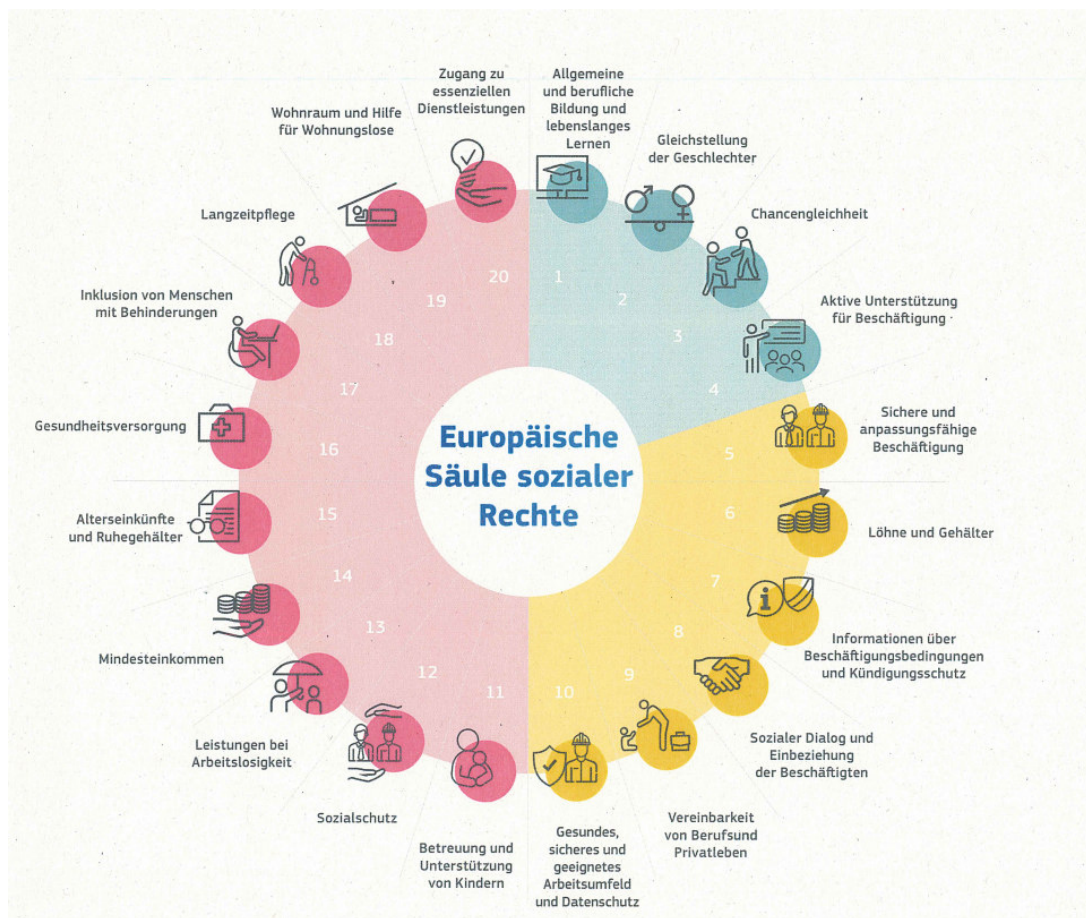 Zugang zu
essenziellen
Dienstleistungen
Allgemeine
und berufliche
Bildung und
lebenslanges
Lernen
Gleichstellung
der Geschlechter
Chancengleichheit
Aktive Unterstützung
für Beschäftigung
Sichere und
anpassungsfähige
Beschäftigung
Löhne und Gehälter
Informationen über
Beschäftigungsbedingungen
und Kündigungsschutz
Sozialer Dialog und
Einbeziehung
der Beschäftigten
Vereinbarkeit
von Berufsund
Privatleben
Gesundes,
sicheres und
geeignetes
Arbeitsumfeld
und Datenschutz
Betreuung und
Unterstützung
von Kindern
Sozialschutz
Leistungen bei
Arbeitslosigkeit
Mindesteinkommen
Alterseinkünfte
und Ruhegehälter
Gesundheitsversorgung
Inklusion von Menschen
mit Behinderungen
Langzeitpflege
Wohnraum und Hilfe
für Wohnungslose
1
2
3
4
5
6
7
8
9
10
11
12
13
14
15
16
17
18
19
20
i
Europäische
Säule sozialer
Rechte